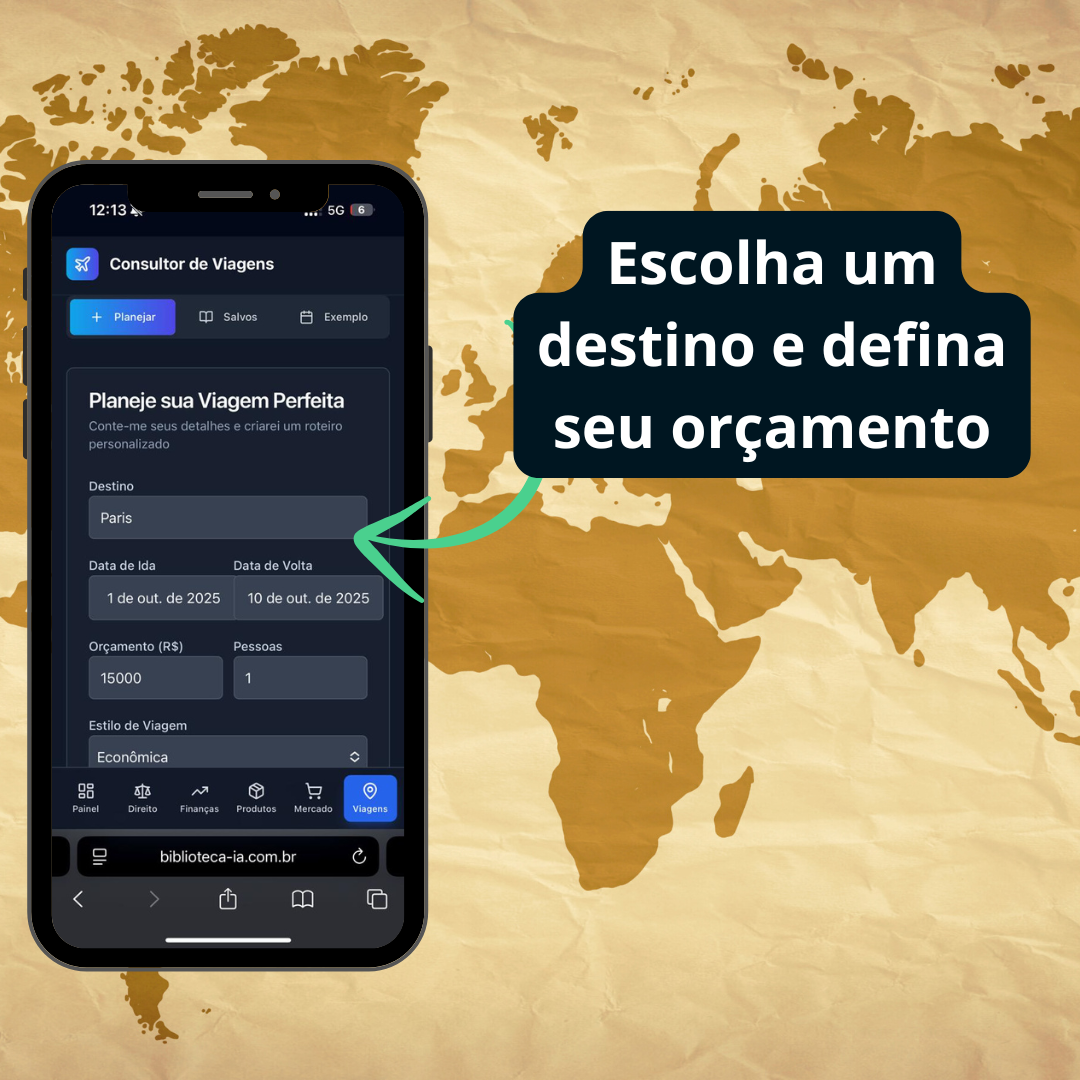 12:13
5G
6
Consultor de Viagens
Planejar
Salvos
Exemplo
Planeje sua Viagem Perfeita
Conte-me seus detalhes e criarei um roteiro
personalizado
Destino
Paris
Data de Ida
Data de Volta
1 de out. de 2025
10 de out. de 2025
Orçamento (R$)
Pessoas
15000
1
Estilo de Viagem
Econômica
Painel
Direito
Finanças
Produtos
Mercado
Viagens
biblioteca-ia.com.br
Escolha um
destino e defina
seu orçamento